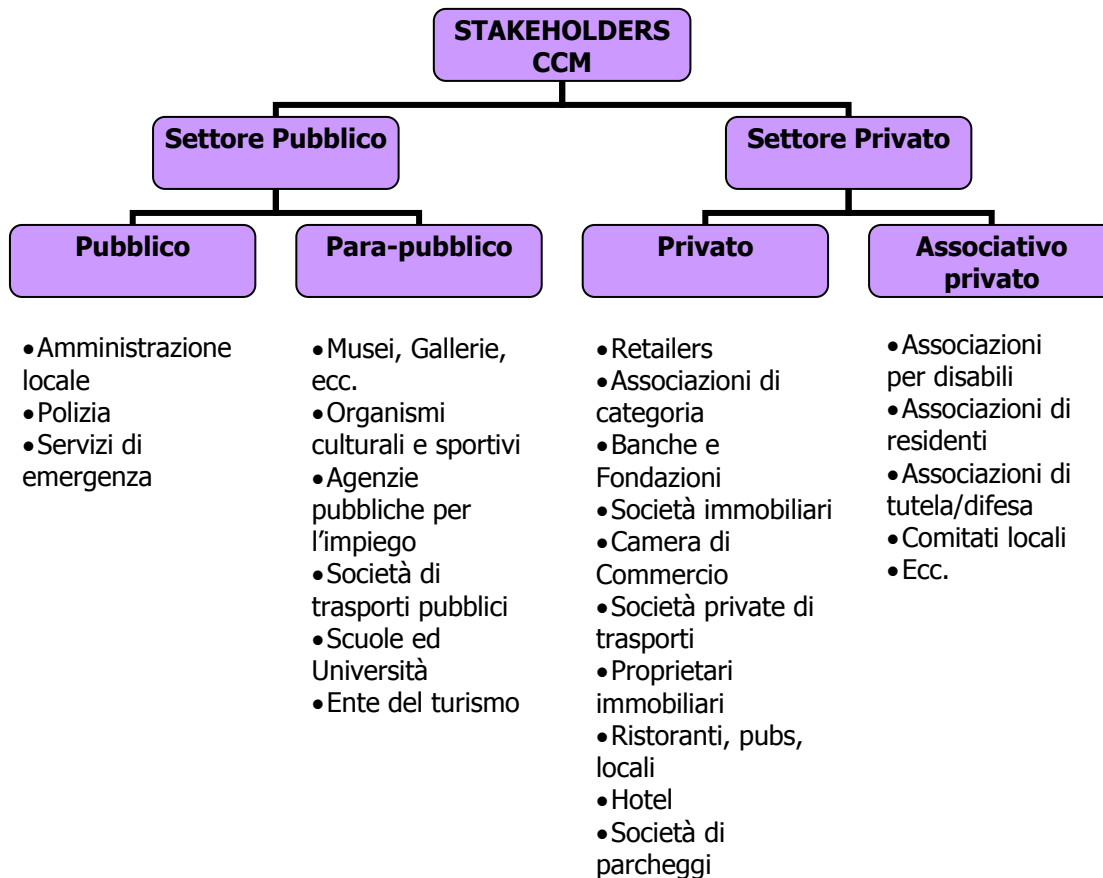 STAKEHOLDERS
CCM
Settore Pubblico
Settore Privato
Pubblico
Para-pubblico
Privato
Associativo
privato
•Amministrazione
locale
•Polizia
•Servizi di
emergenza
•Musei, Gallerie,
ecc.
•Organismi
culturali e sportivi
•Agenzie
pubbliche per
l'impiego
•Società di
trasporti pubblici
•Scuole ed
Università
•Ente del turismo
•Retailers
•Associazioni di
categoria
•Banche e
Fondazioni
•Società immobiliari
•Camera di
Commercio
•Società private di
trasporti
•Proprietari
immobiliari
•Ristoranti, pubs,
locali
•Hotel
•Società di
parcheggi
•Associazioni
per disabili
•Associazioni di
residenti
•Associazioni di
tutela/difesa
•Comitati locali
•Ecc.